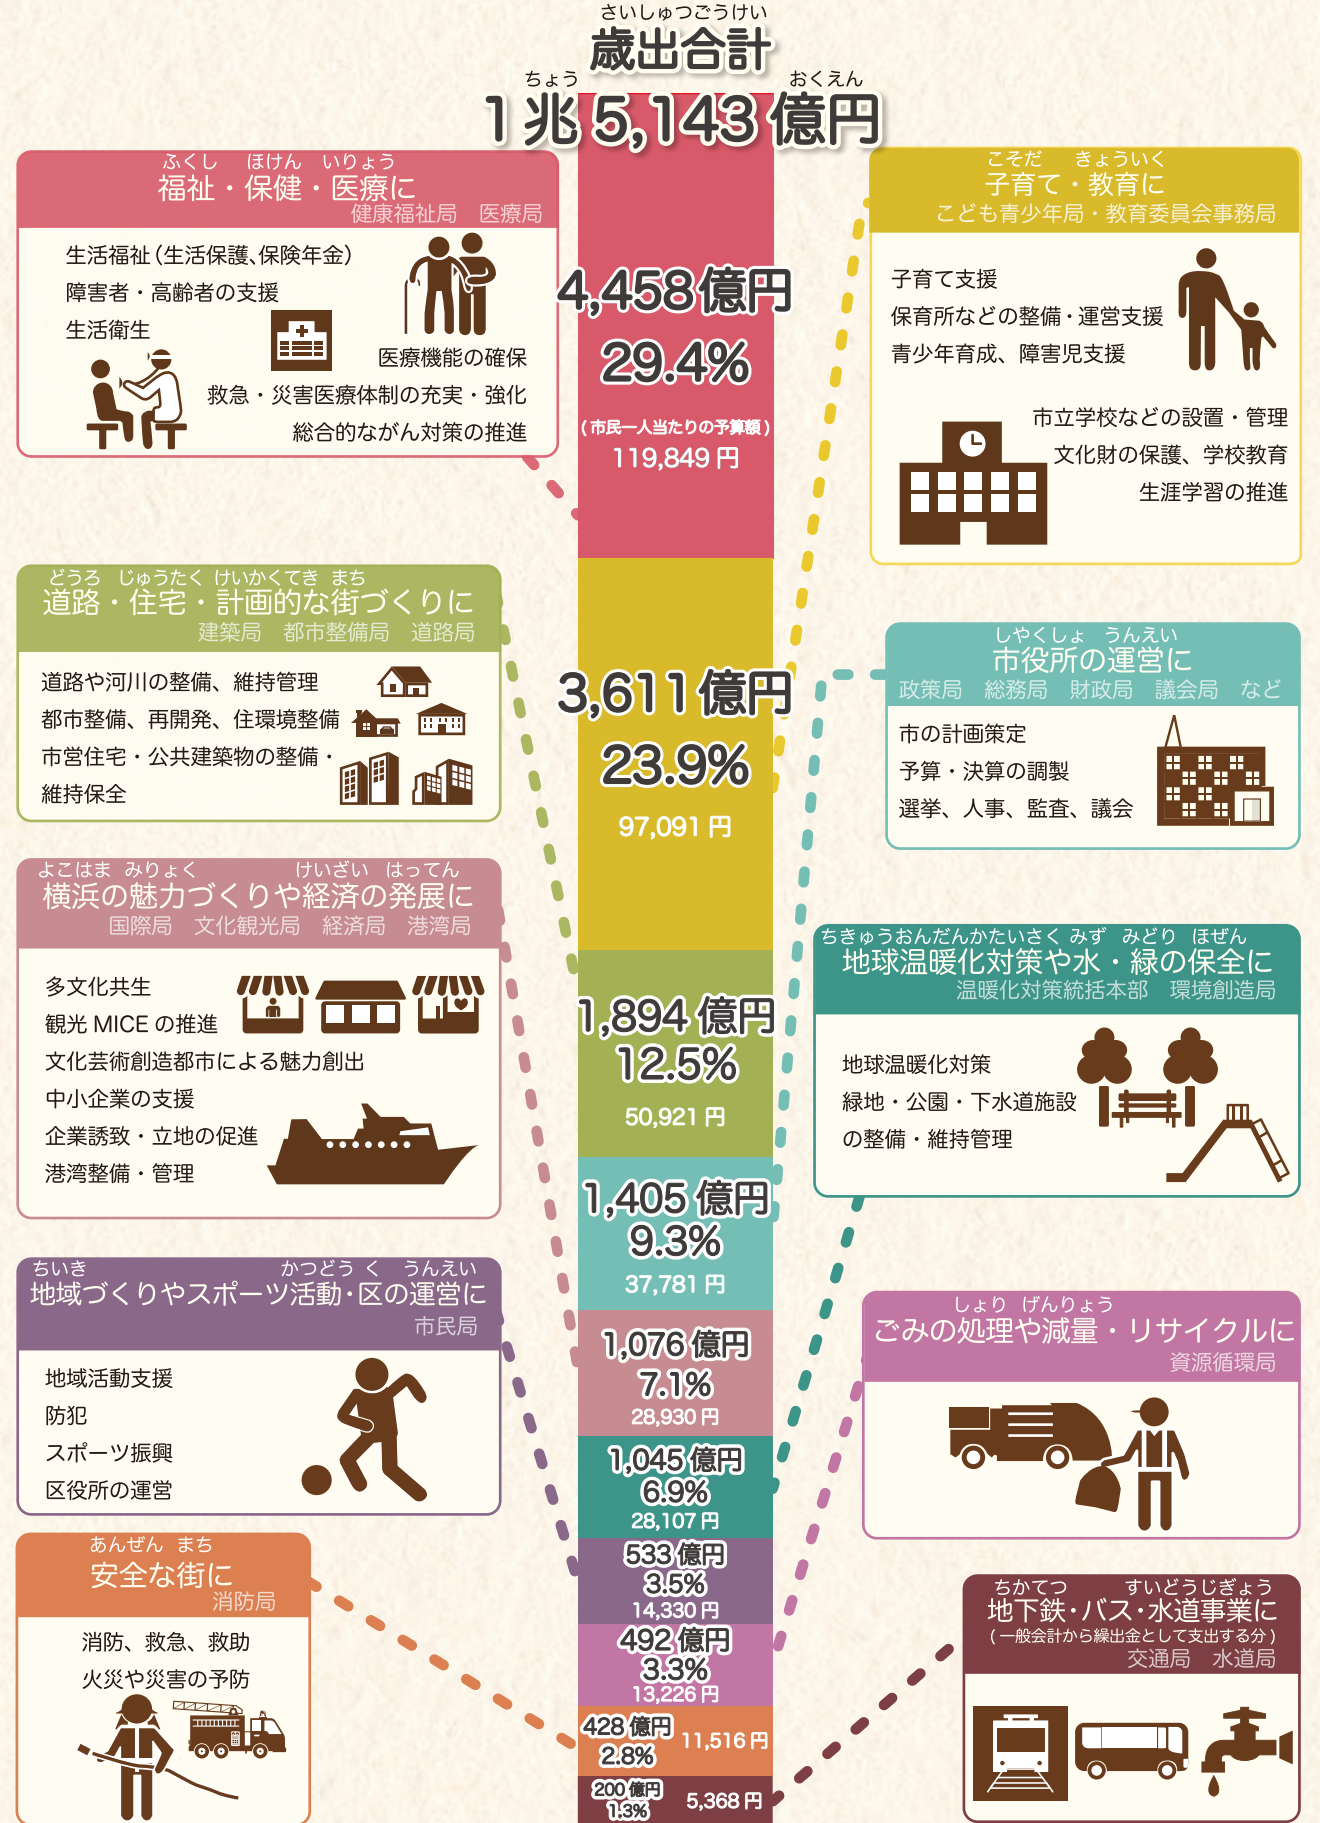 さいしゅつごうけい
歳出合計
ちょう おくえん
1兆5,143億円
ふくし ほけん いりょう
福祉・保健・医療に
健康福祉局 医療局
生活福祉(生活保護、保険年金)
障害者・高齢者の支援
生活衛生
医療機能の確保
救急・災害医療体制の充実・強化
総合的ながん対策の推進
4,458億円
29.4%
(市民一人当たりの予算額)
119,849円
こそだ きょういく
子育て・教育に
こども青少年局・教育委員会事務局
子育て支援
保育所などの整備・運営支援
青少年育成、障害児支援
市立学校などの設置・管理
文化財の保護、学校教育
生涯学習の推進
どうろ じゅうたく けいかくてき まち
道路・住宅・計画的な街づくりに
建築局 都市整備局 道路局
道路や河川の整備、維持管理
都市整備、再開発、住環境整備
市営住宅・公共建築物の整備・
維持保全
3,611億円
23.9%
97,091円
しやくしょ うんえい
市役所の運営に
政策局 総務局 財政局 議会局 など
市の計画策定
予算・決算の調製
選挙、人事、監査、議会
よこはま みりょく けいざい はってん
横浜の魅力づくりや経済の発展に
国際局 文化観光局 経済局 港湾局
多文化共生
観光MICEの推進
文化芸術創造都市による魅力創出
中小企業の支援
企業誘致・立地の促進
港湾整備・管理
1,894億円
12.5%
50,921円
ちきゅうおんだんかたいさく みず みどり ほぜん
地球温暖化対策や水・緑の保全に
温暖化対策統括本部 環境創造局
地球温暖化対策
緑地・公園・下水道施設
の整備・維持管理
1,405億円
9.3%
37,781円
ちいき かつどう く うんえい
地域づくりやスポーツ活動・区の運営に
市民局
地域活動支援
防犯
スポーツ振興
区役所の運営
1,076億円
7.1%
28,930円
1,045億円
6.9%
28,107円
しょり げんりょう
ごみの処理や減量・リサイクルに
資源循環局
533億円
3.5%
14,330円
あんぜん まち
安全な街に
消防局
消防、救急、救助
火災や災害の予防
492億円
3.3%
13,226円
ちかてつ すいどうじぎょう
地下鉄・バス・水道事業に
(一般会計から繰出金として支出する分)
交通局 水道局
428億円
2.8%
11,516円
200億円
1.3%
5,368円